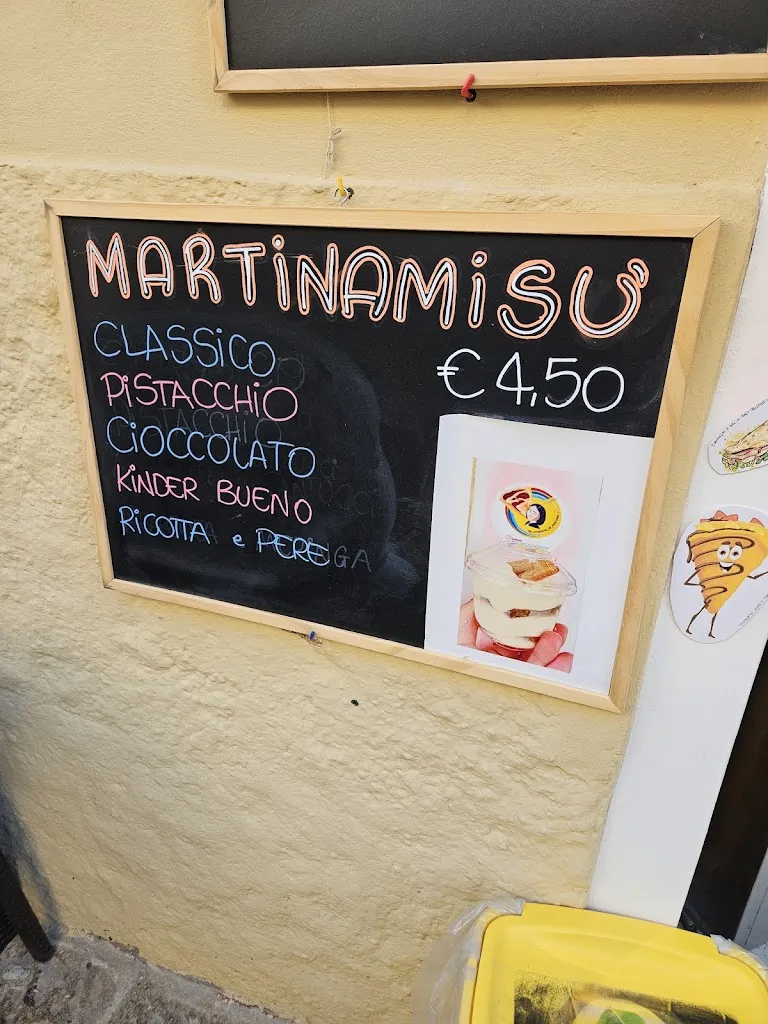 MARTiNAMiSU'
CLASSiCO
€ 4,50
PiSTACCHiO
CiOCCOLATO
KiNDER BUENO
RiCOTTA e PERE